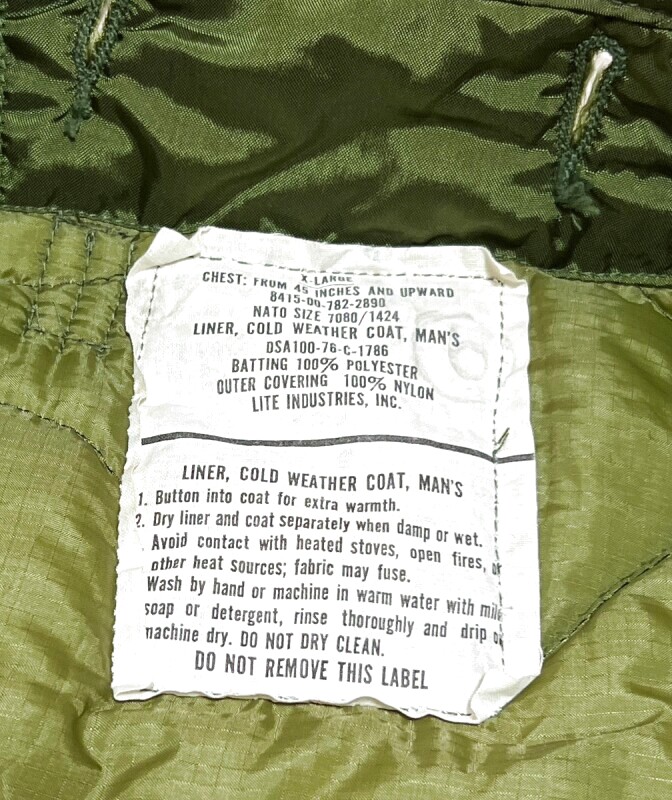 X-LARGE
CHEST: FROM 45 INCHES AND UPWARD
8415-00-782-2890
NATO SIZE 7080/1424
LINER, COLD WEATHER COAT, MAN'S
DSA100-76-C-1786
BATTING 100% POLYESTER
OUTER COVERING 100% NYLON
LITE INDUSTRIES, INC.
LINER, COLD WEATHER COAT, MAN'S
1. Button into coat for extra warmth.
2. Dry liner and coat separately when damp or wet.
Avoid contact with heated stoves, open fires, or
other heat sources; fabric may fuse.
Wash by hand or machine in warm water with mild
soap or detergent, rinse thoroughly and drip or
machine dry. DO NOT DRY CLEAN.
DO NOT REMOVE THIS LABEL